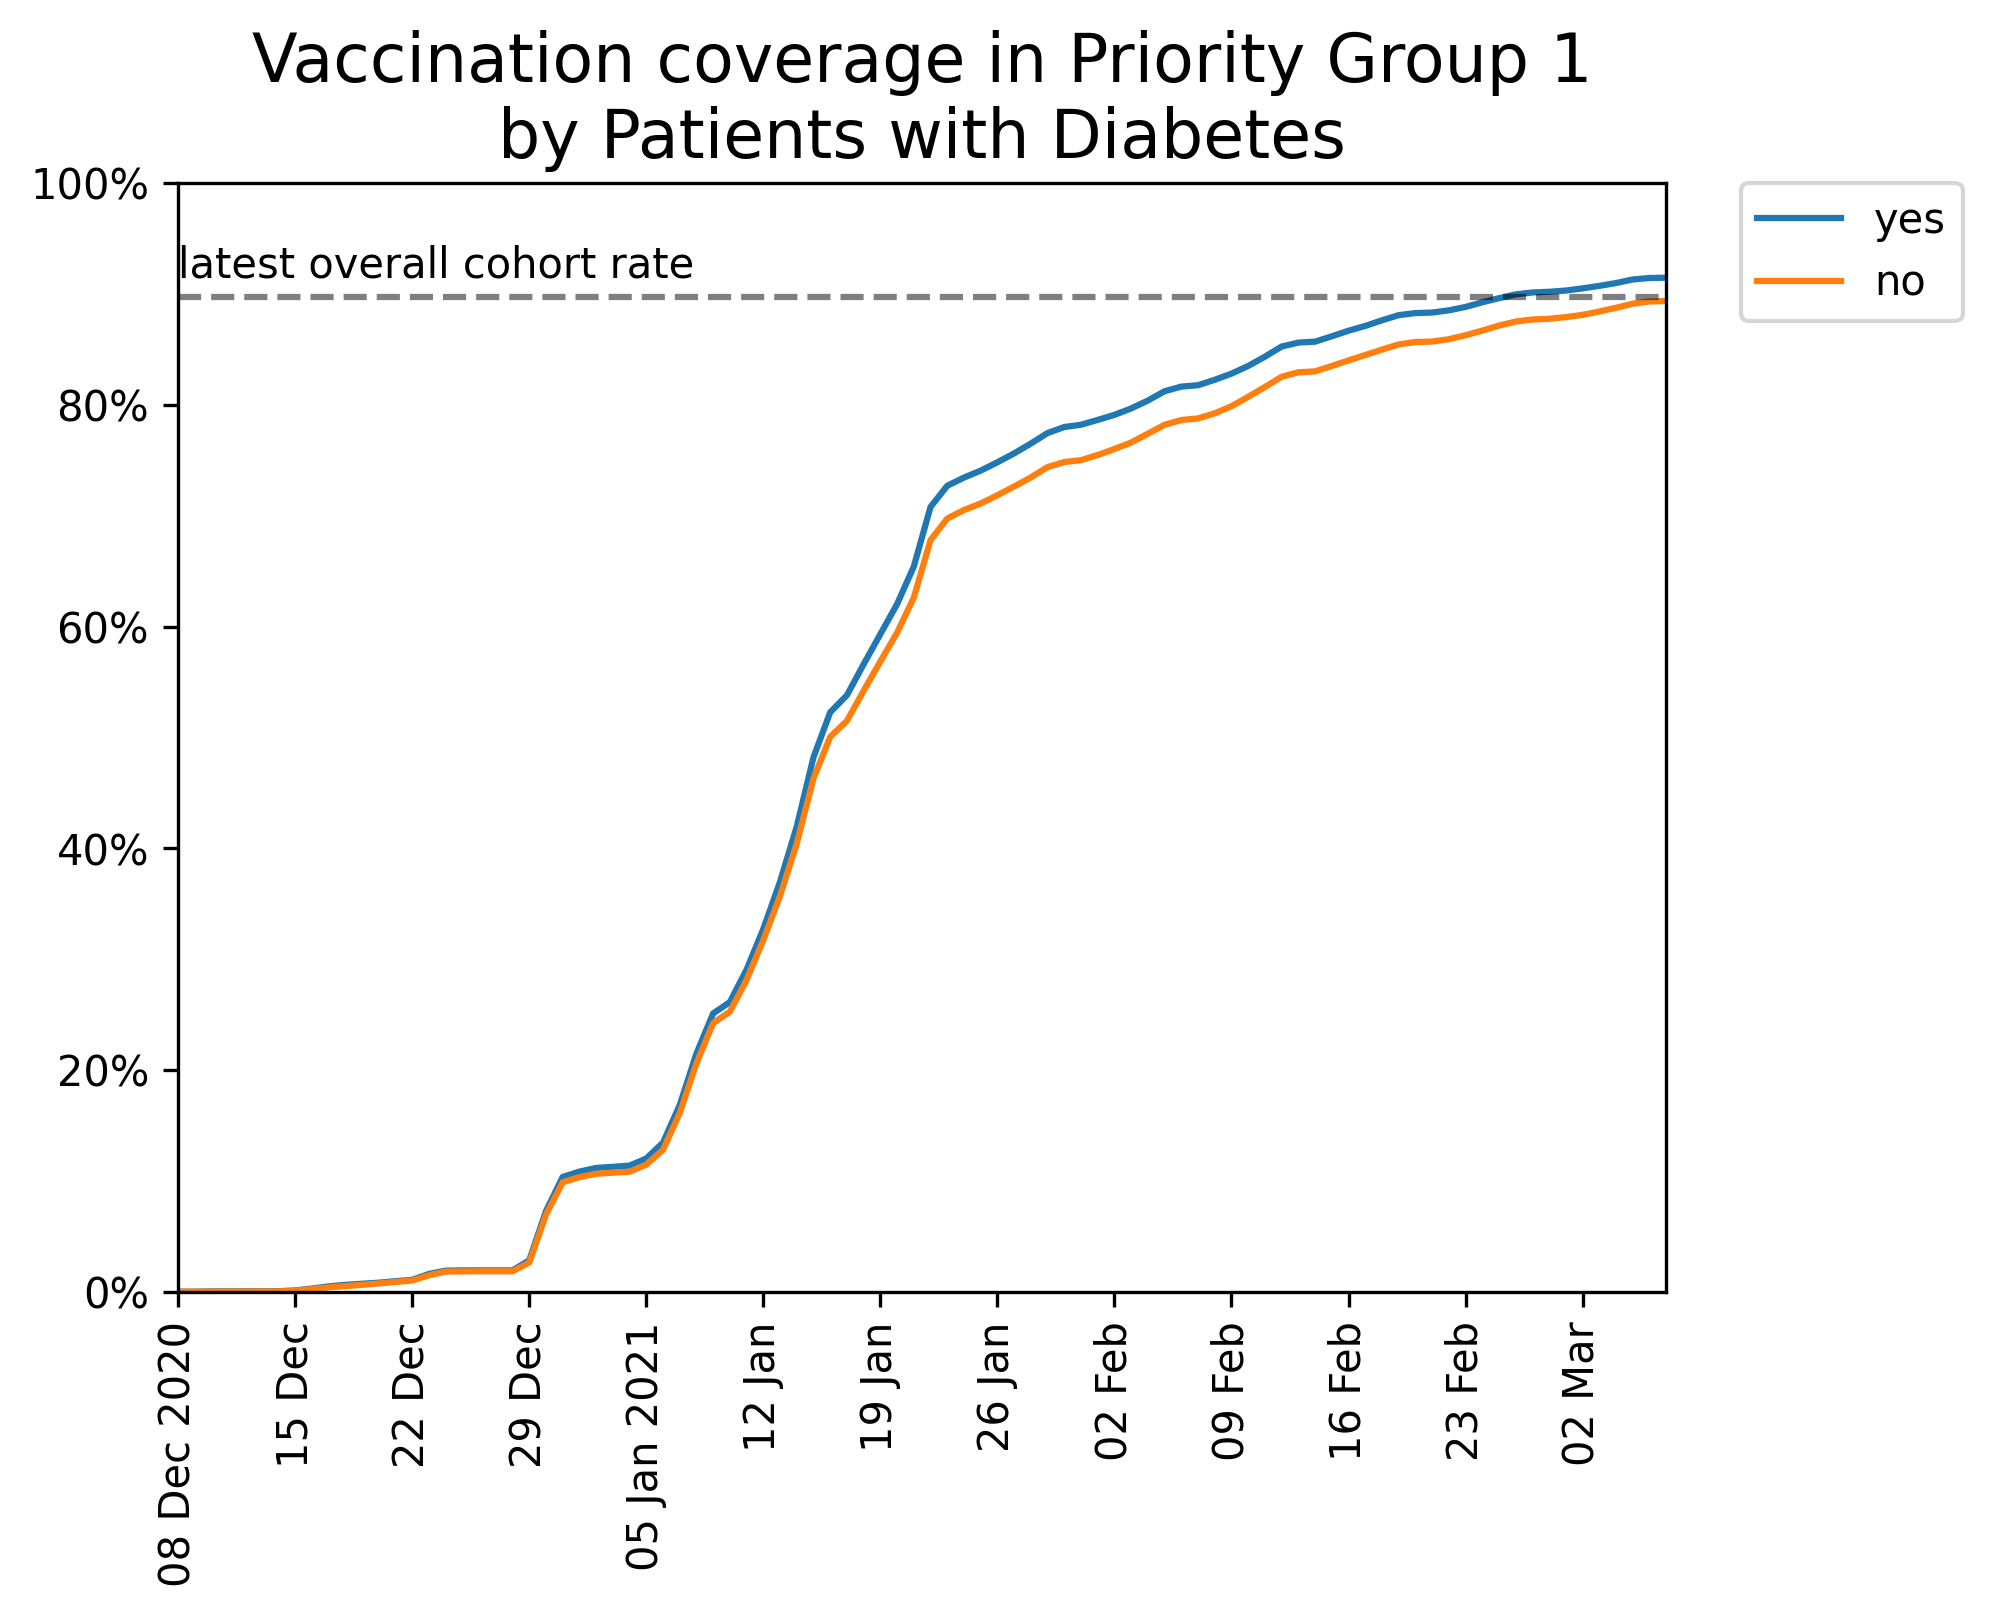 Vaccination coverage in Priority Group 1
by Patients with Diabetes
100%
80%
60%
40%
20%
0%
latest overall cohort rate
yes
no
08 Dec 2020
15 Dec
22 Dec
29 Dec
05 Jan 2021
12 Jan
19 Jan
26 Jan
02 Feb
09 Feb
16 Feb
23 Feb
02 Mar